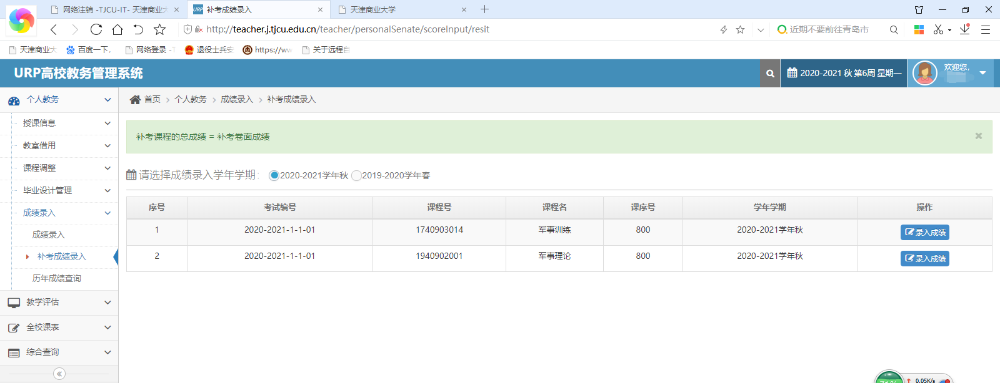 网络注销 -TJCU-IT- 天津商业大
URP 补考成绩录入
天津商业大学
http://teacher.j.tjcu.edu.cn/teacher/personalSenate/scoreInput/resit
近期不要前往青岛市
天津商业大
百度一下,
网络登录 -T
退役士兵安
https://ww
关于远程自
URP高校教务管理系统
2020-2021 秋 第6周 星期一
欢迎您,
个人教务
首页 > 个人教务 > 成绩录入 > 补考成绩录入
授课信息
教室借用
课程调整
毕业设计管理
成绩录入
成绩录入
补考成绩录入
历年成绩查询
教学评估
全校课表
综合查询
补考课程的总成绩 = 补考卷面成绩
请选择成绩录入学年学期: 2020-2021学年秋 2019-2020学年春
序号 考试编号 课程号 课程名 课序号 学年学期 操作
1 2020-2021-1-1-01 1740903014 军事训练 800 2020-2021学年秋 录入成绩
2 2020-2021-1-1-01 1940902001 军事理论 800 2020-2021学年秋 录入成绩
71%
0.05K/s